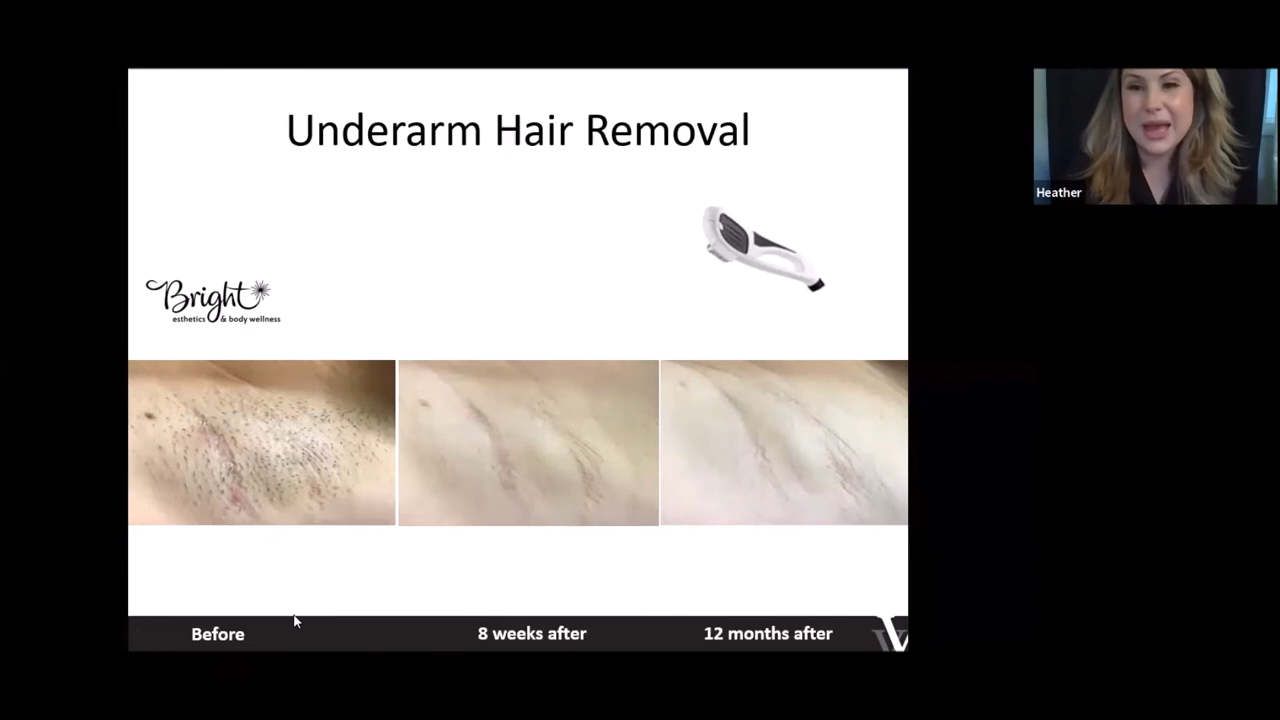 Underarm Hair Removal
Heather
Bright
esthetics & body wellness
Before
8 weeks after
12 months after